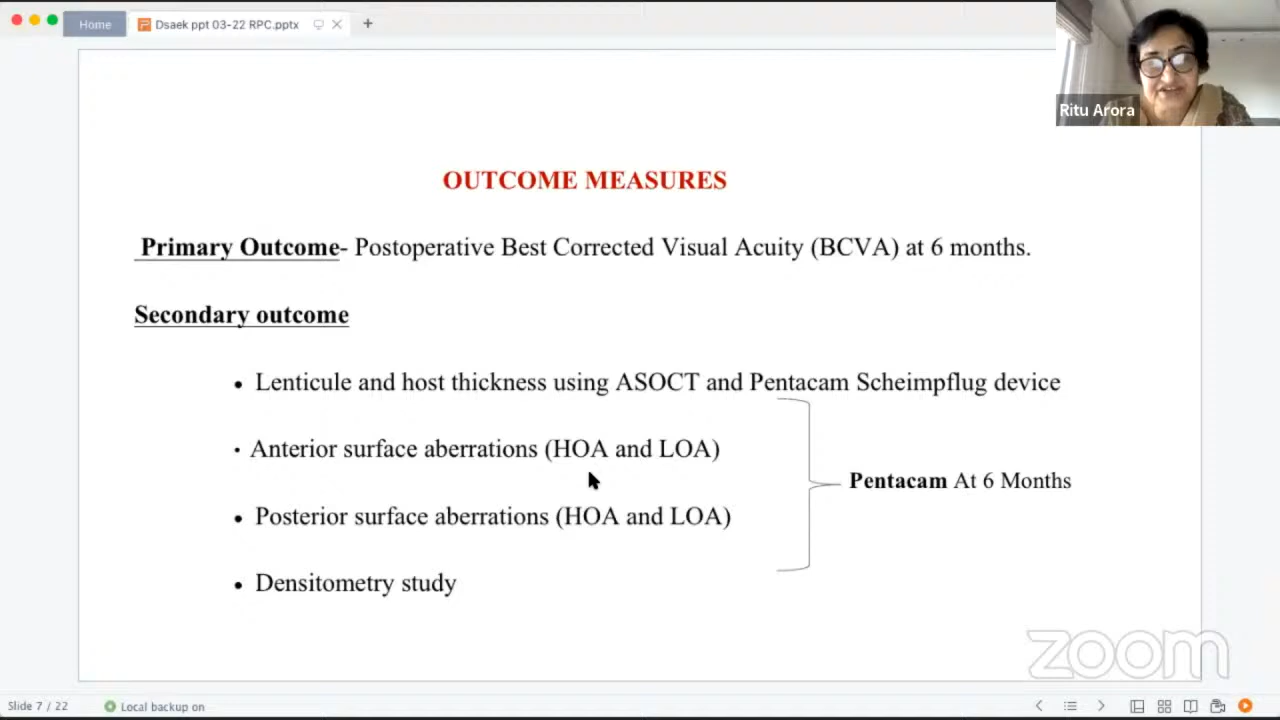 Home
Dsaek ppt 03-22 RPC.pptx
Ritu Arora
OUTCOME MEASURES
Primary Outcome- Postoperative Best Corrected Visual Acuity (BCVA) at 6 months.
Secondary outcome
• Lenticule and host thickness using ASOCT and Pentacam Scheimpflug device
• Anterior surface aberrations (HOA and LOA)
Pentacam At 6 Months
• Posterior surface aberrations (HOA and LOA)
• Densitometry study
zoom
Slide 7 / 22
Local backup on